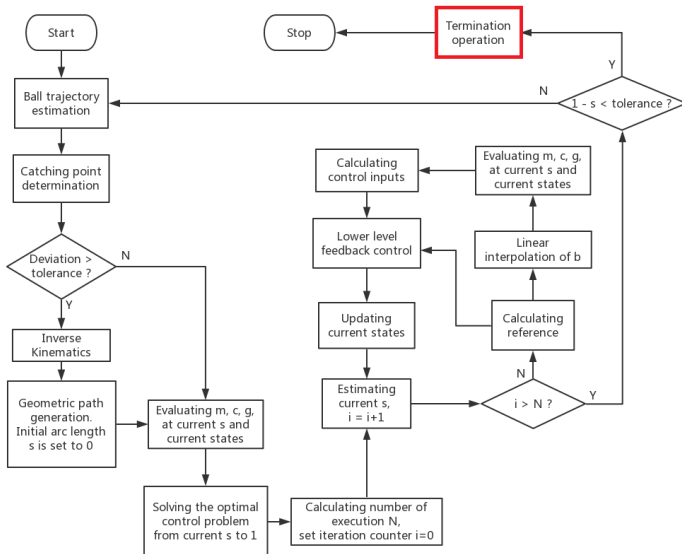 Start
Stop
Termination
operation
Y
N
Ball trajectory
estimation
1 - s < tolerance ?
Catching point
determination
Calculating
control inputs
Evaluating m, c, g,
at current s and
current states
Deviation >
tolerance ?
N
Y
Lower level
feedback control
Linear
interpolation of b
Inverse
Kinematics
Updating
current states
Calculating
reference
N
Y
Geometric path
generation.
Initial arc length
s is set to 0
Evaluating m, c, g,
at current s and
current states
Estimating
current s,
i = i+1
i > N ?
Solving the optimal
control problem
from current s to 1
Calculating number of
execution N,
set iteration counter i=0